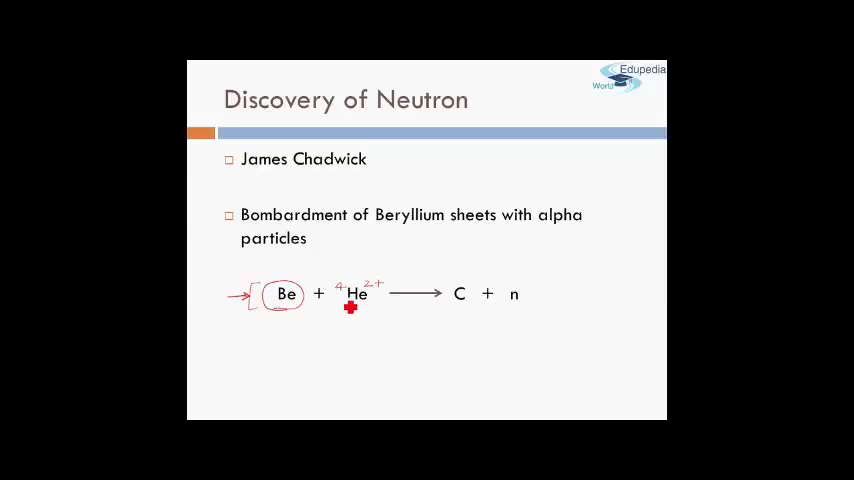 Edupedia
World
Discovery of Neutron
James Chadwick
Bombardment of Beryllium sheets with alpha
particles
Be + 4He2+ → C + n